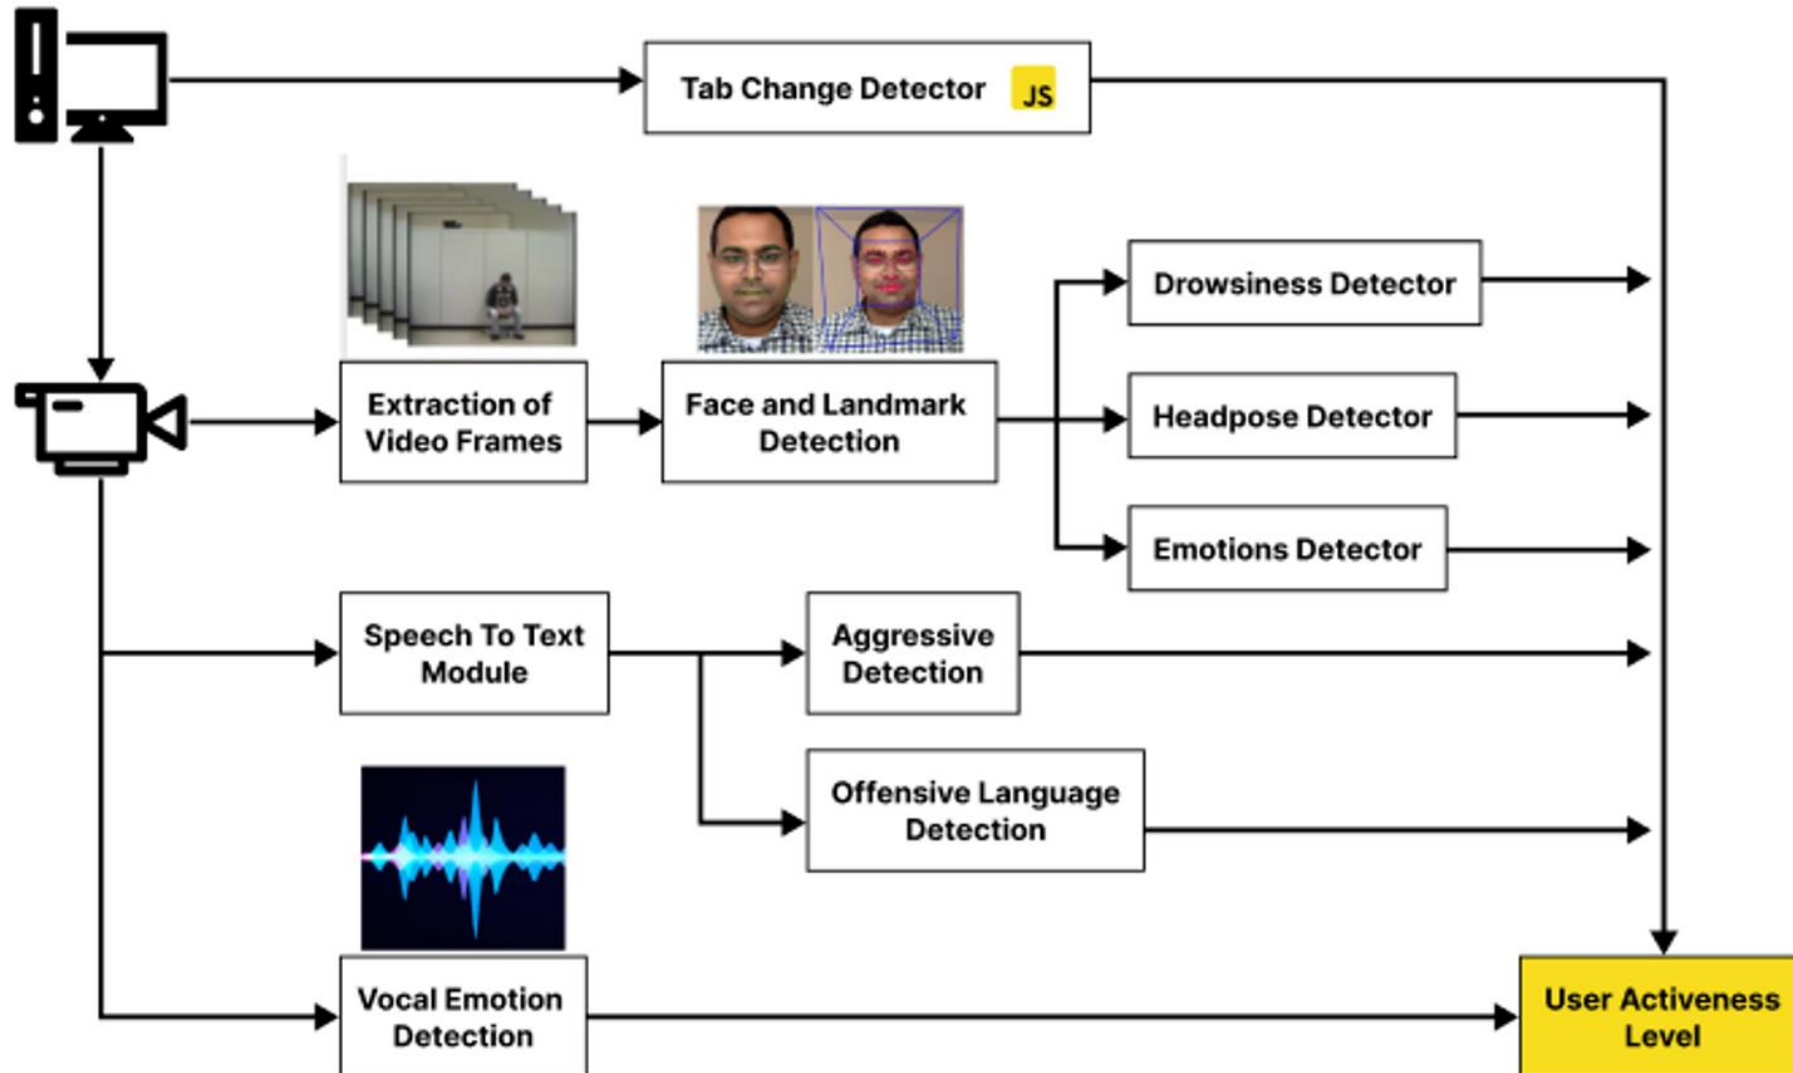 Tab Change Detector
JS
Extraction of
Video Frames
Face and Landmark
Detection
Drowsiness Detector
Headpose Detector
Emotions Detector
Speech To Text
Module
Aggressive
Detection
Offensive Language
Detection
Vocal Emotion
Detection
User Activeness
Level